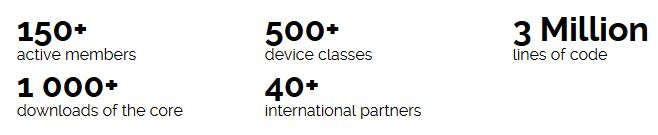 150+
active members
500+
device classes
3 Million
lines of code
1 000+
downloads of the core
40+
international partners